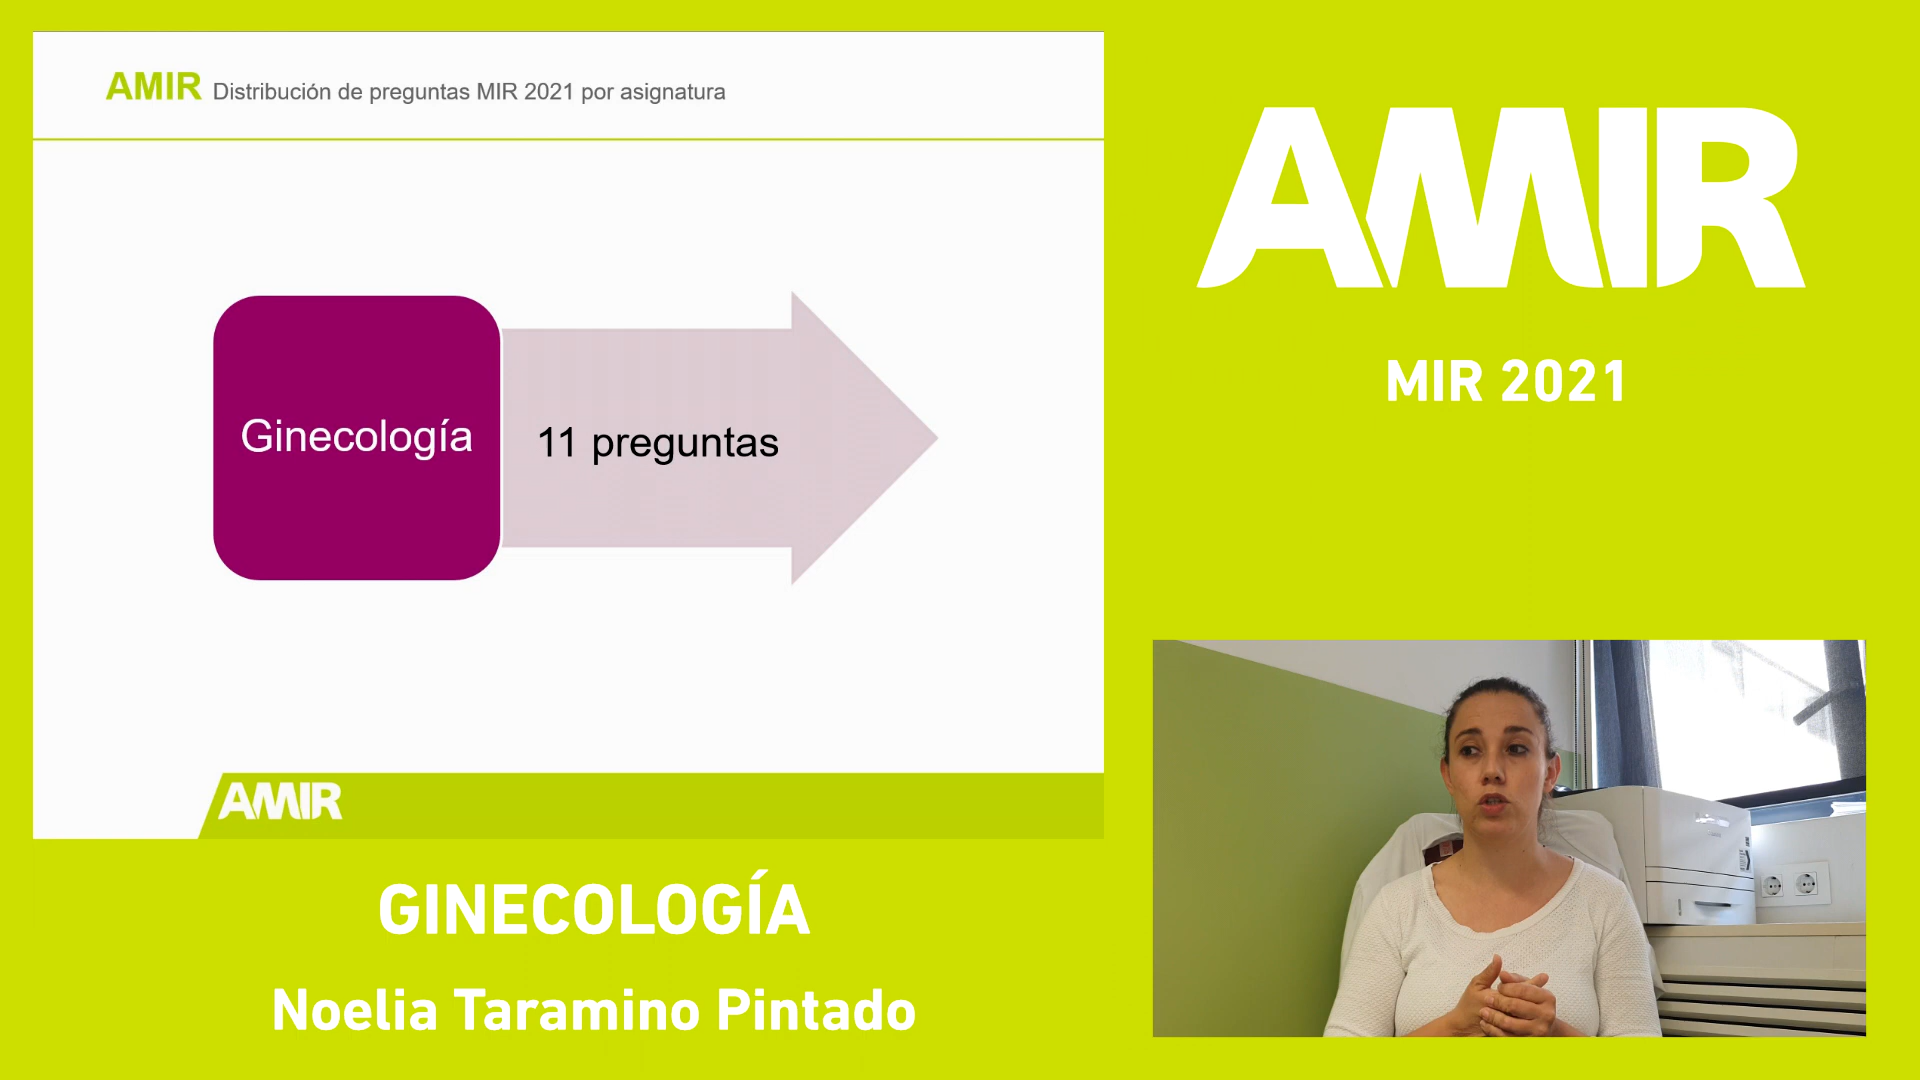 AMIR Distribución de preguntas MIR 2021 por asignatura
Ginecología
11 preguntas
AMIR
GINECOLOGÍA
Noelia Taramino Pintado
AMIR
MIR 2021